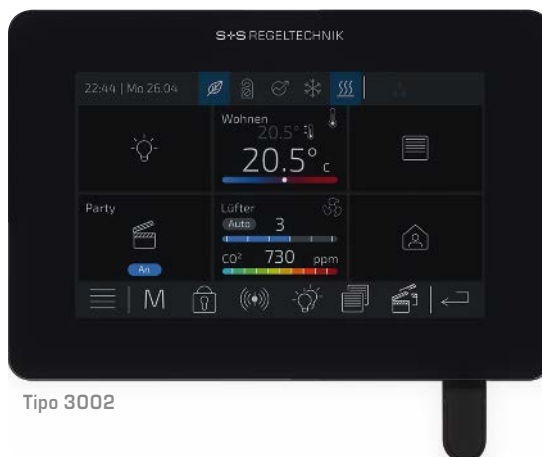 S+S REGELTECHNIK
22:44 | Mo 26.04
Wohnen
20.5°
20.5° C
Party
An
Lüfter
Auto 3
CO² 730 ppm
M
Tipo 3002